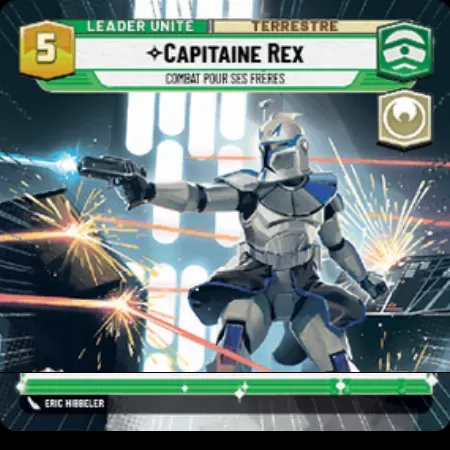 LEADER UNITÉ
TERRESTRE
5
CAPITAINE REX
COMBAT POUR SES FRÈRES
ERIC HIBBELER